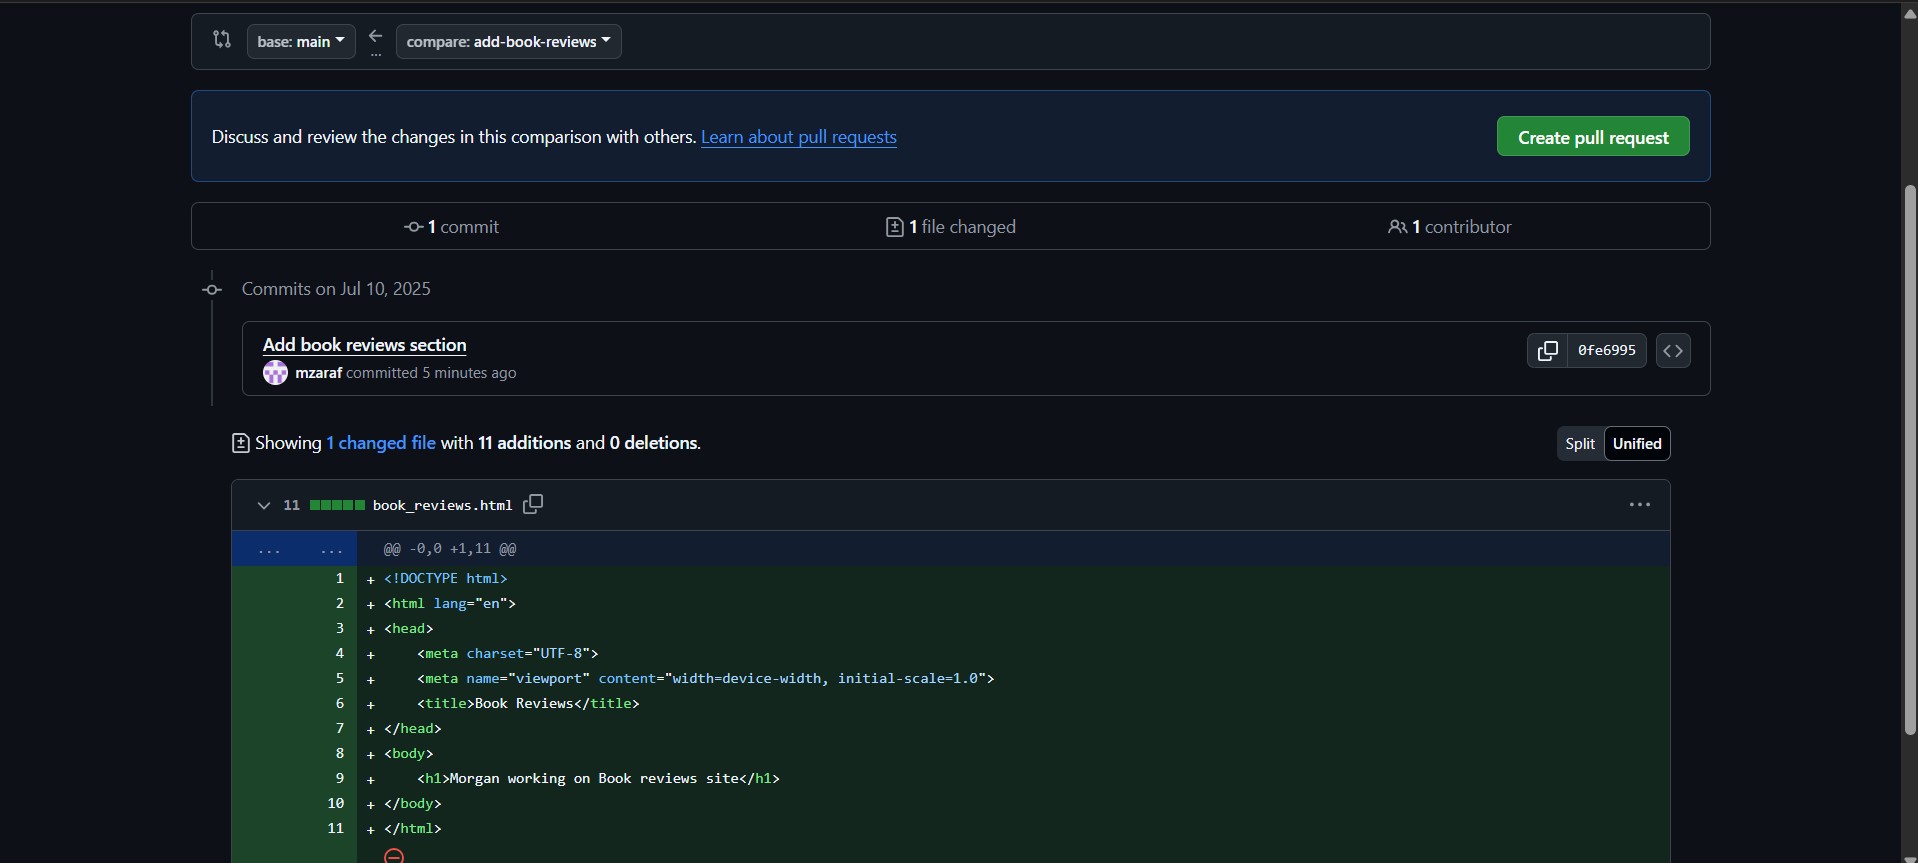 base: main ← compare: add-book-reviews
...
Discuss and review the changes in this comparison with others. Learn about pull requests
Create pull request
1 commit
1 file changed
1 contributor
Commits on Jul 10, 2025
Add book reviews section
mzaraf committed 5 minutes ago
0fe6995
Showing 1 changed file with 11 additions and 0 deletions.
Split Unified
11 book_reviews.html
... ... @@ -0,0 +1,11 @@
1 + <!DOCTYPE html>
2 + <html lang="en">
3 + <head>
4 +     <meta charset="UTF-8">
5 +     <meta name="viewport" content="width=device-width, initial-scale=1.0">
6 +     <title>Book Reviews</title>
7 + </head>
8 + <body>
9 +     <h1>Morgan working on Book reviews site</h1>
10 + </body>
11 + </html>